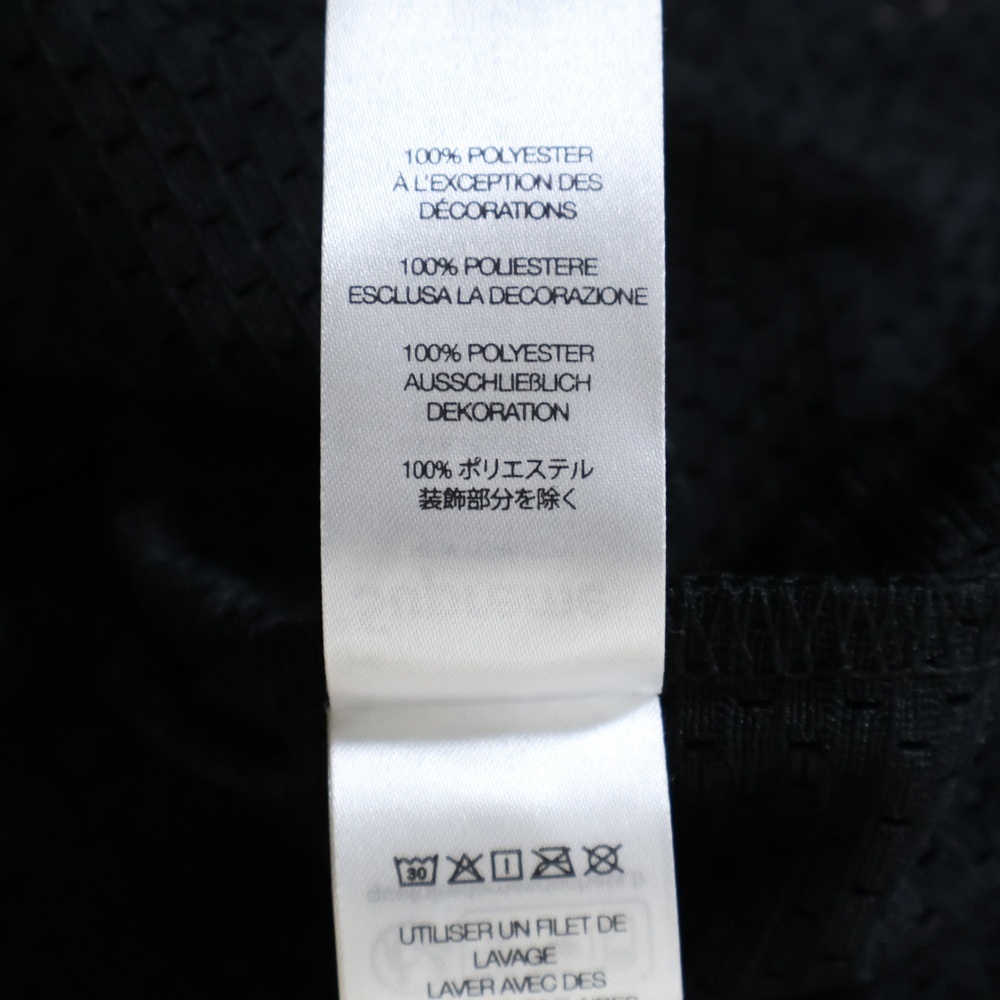 100% POLYESTER
À L'EXCEPTION DES
DÉCORATIONS
100% POLIESTERE
ESCLUSA LA DECORAZIONE
100% POLYESTER
AUSSCHLIEßLICH
DEKORATION
100% ポリエステル
装飾部分を除く
30
UTILISER UN FILET DE
LAVAGE
LAVER AVEC DES